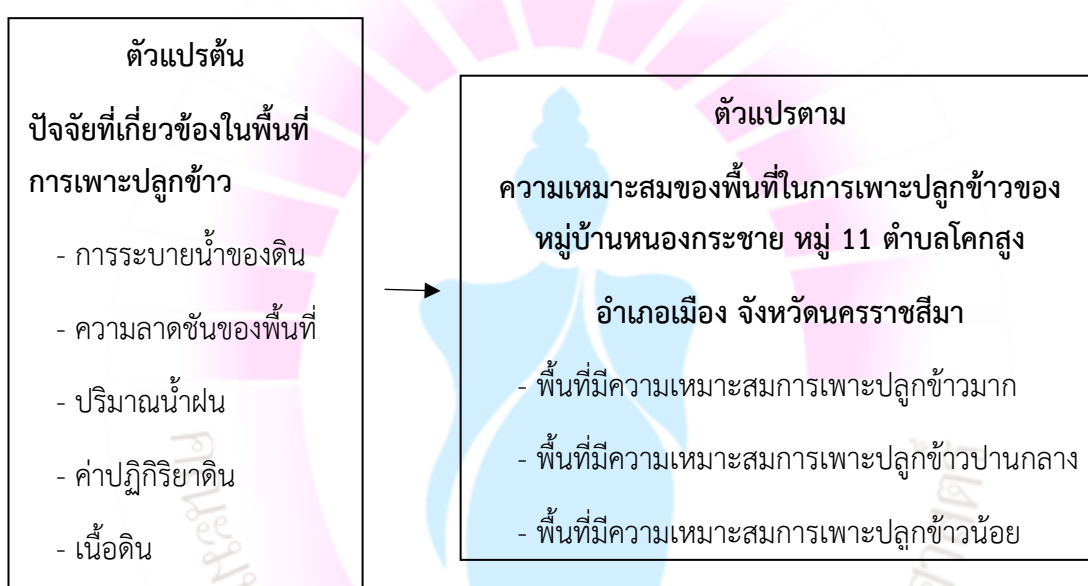 ตัวแปรต้น
ปัจจัยที่เกี่ยวข้องในพื้นที่
การเพาะปลูกข้าว
- การระบายน้ำของดิน
- ความลาดชันของพื้นที่
- ปริมาณน้ำฝน
- ค่าปฏิกิริยาดิน
- เนื้อดิน
ตัวแปรตาม
ความเหมาะสมของพื้นที่ในการเพาะปลูกข้าวของ
หมู่บ้านหนองกระชาย หมู่ 11 ตำบลโคกสูง
อำเภอเมือง จังหวัดนครราชสีมา
- พื้นที่มีความเหมาะสมการเพาะปลูกข้าวมาก
- พื้นที่มีความเหมาะสมการเพาะปลูกข้าวปานกลาง
- พื้นที่มีความเหมาะสมการเพาะปลูกข้าวน้อย